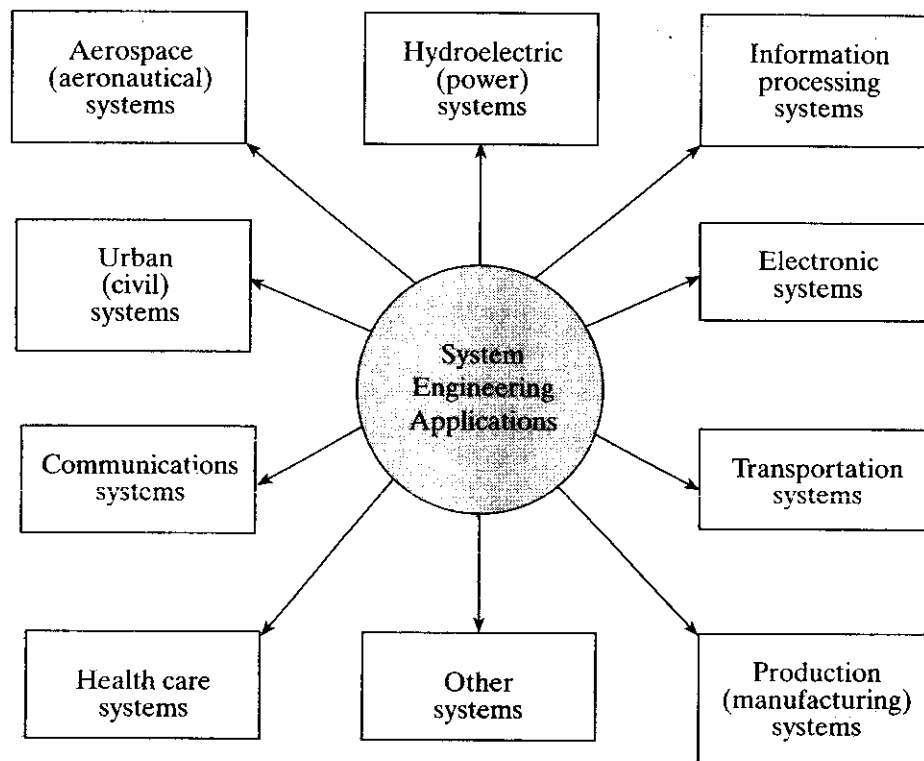 Aerospace
(aeronautical)
systems
Hydroelectric
(power)
systems
Information
processing
systems
Urban
(civil)
systems
Electronic
systems
System
Engineering
Applications
Communications
systems
Transportation
systems
Health care
systems
Other
systems
Production
(manufacturing)
systems